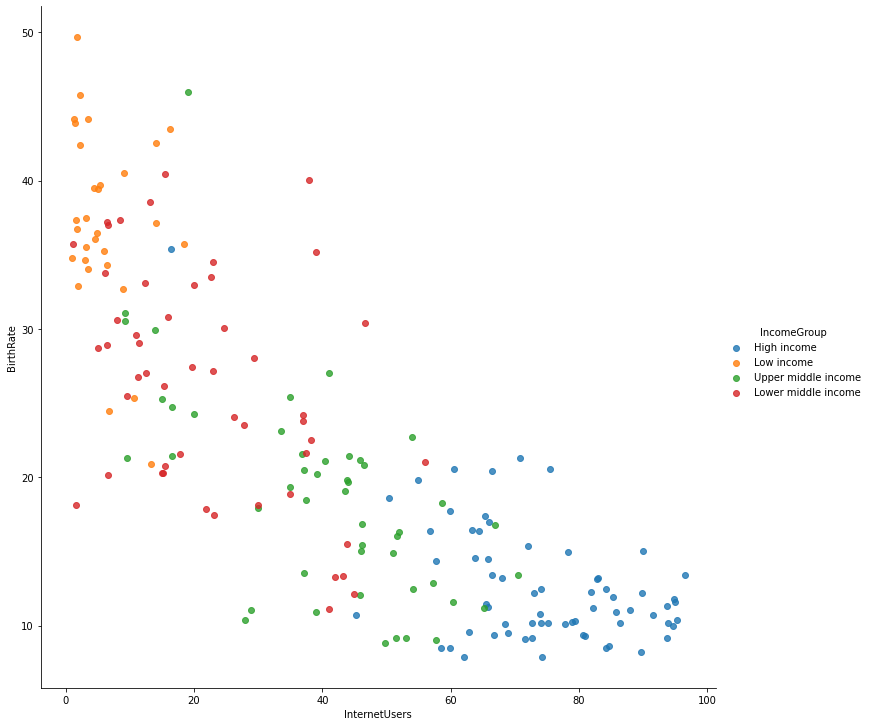 50
40
30
20
10
BirthRate
0
20
40
60
80
100
InternetUsers
IncomeGroup
High income
Low income
Upper middle income
Lower middle income